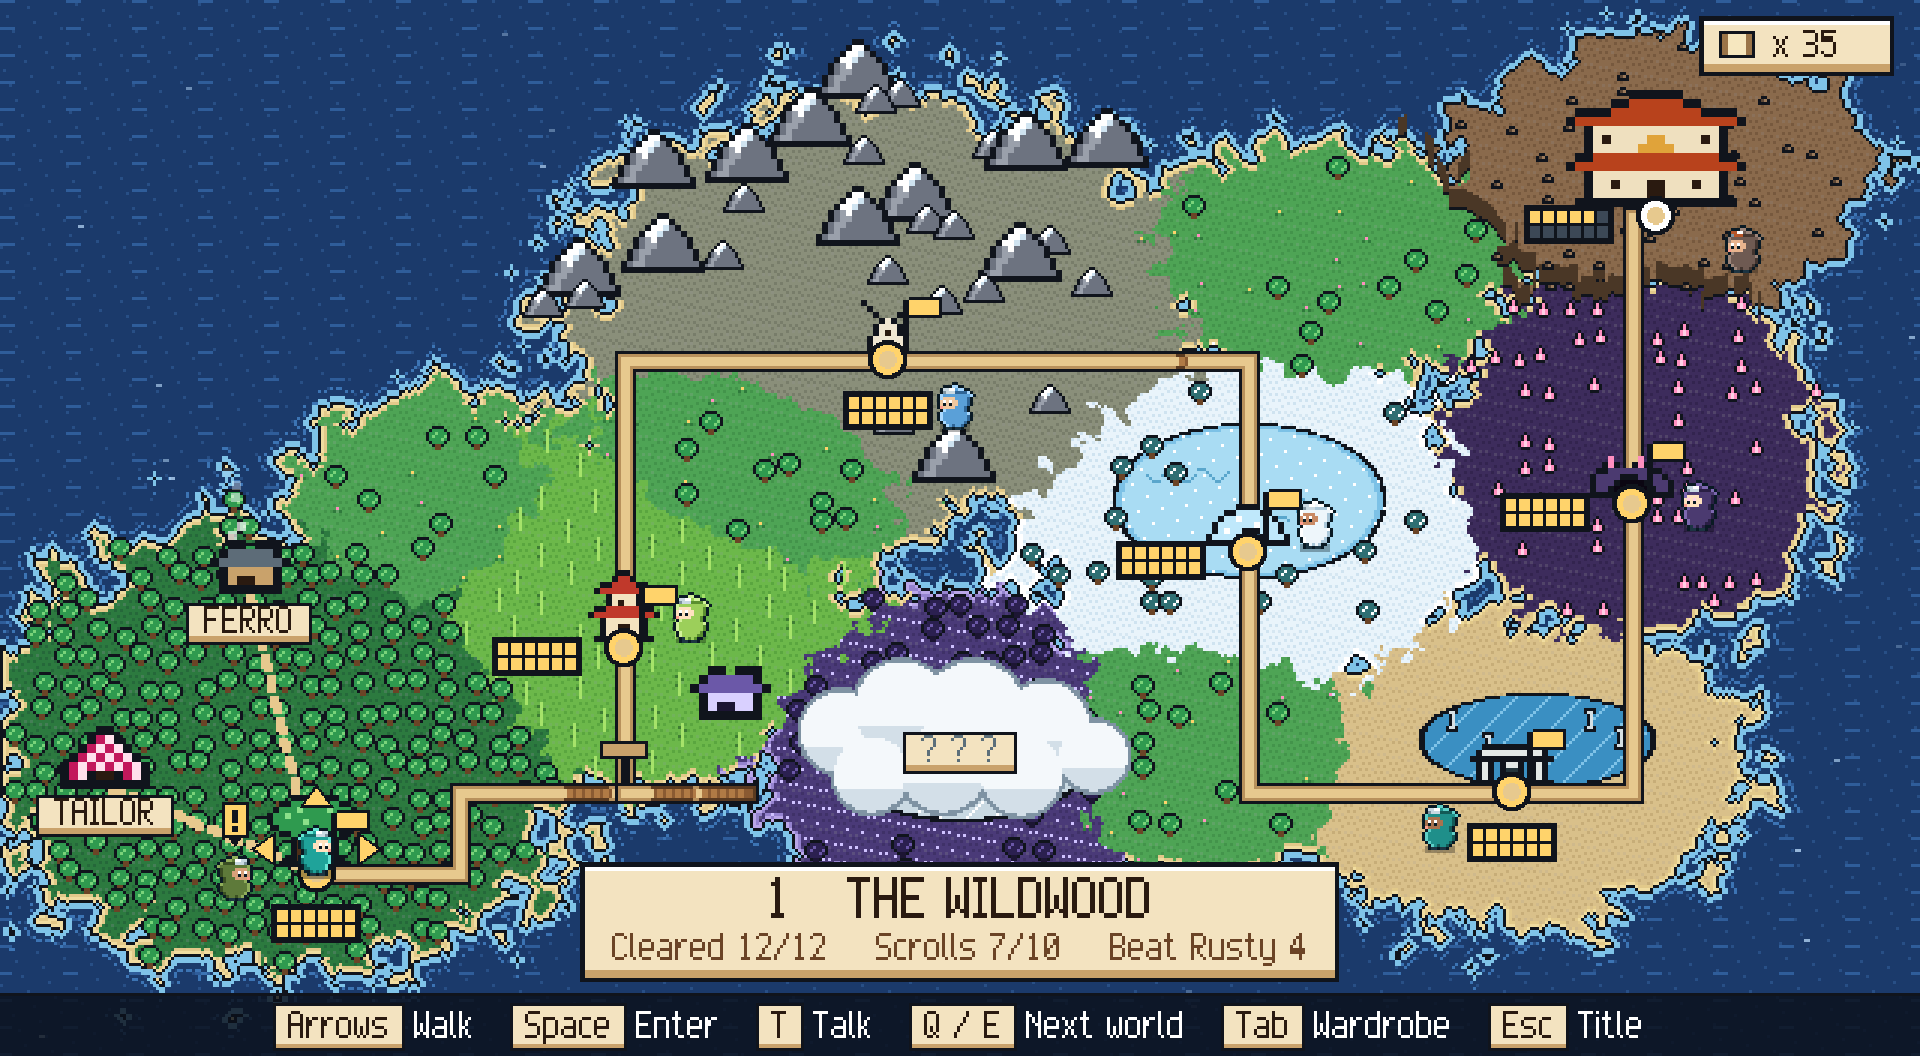 x 35
FERRO
TAILOR
!
? ? ?
1 THE WILDWOOD
Cleared 12/12 Scrolls 7/10 Beat Rusty 4
Arrows Walk Space Enter T Talk Q / E Next world Tab Wardrobe Esc Title